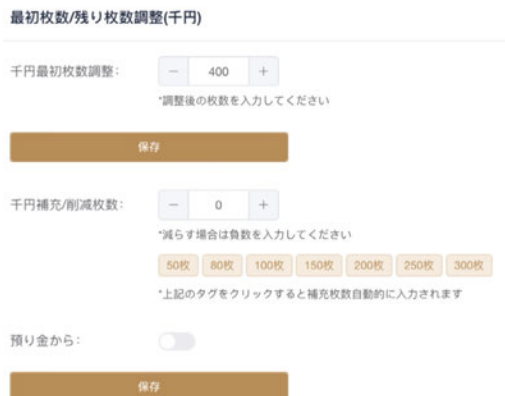 最初枚数/残り枚数調整(千円)
千円最初枚数調整: − 400 +
*調整後の枚数を入力してください
保存
千円補充/削減枚数: − 0 +
*減らす場合は負数を入力してください
50枚 80枚 100枚 150枚 200枚 250枚 300枚
*上記のタグをクリックすると補充枚数自動的に入力されます
預り金から:
保存